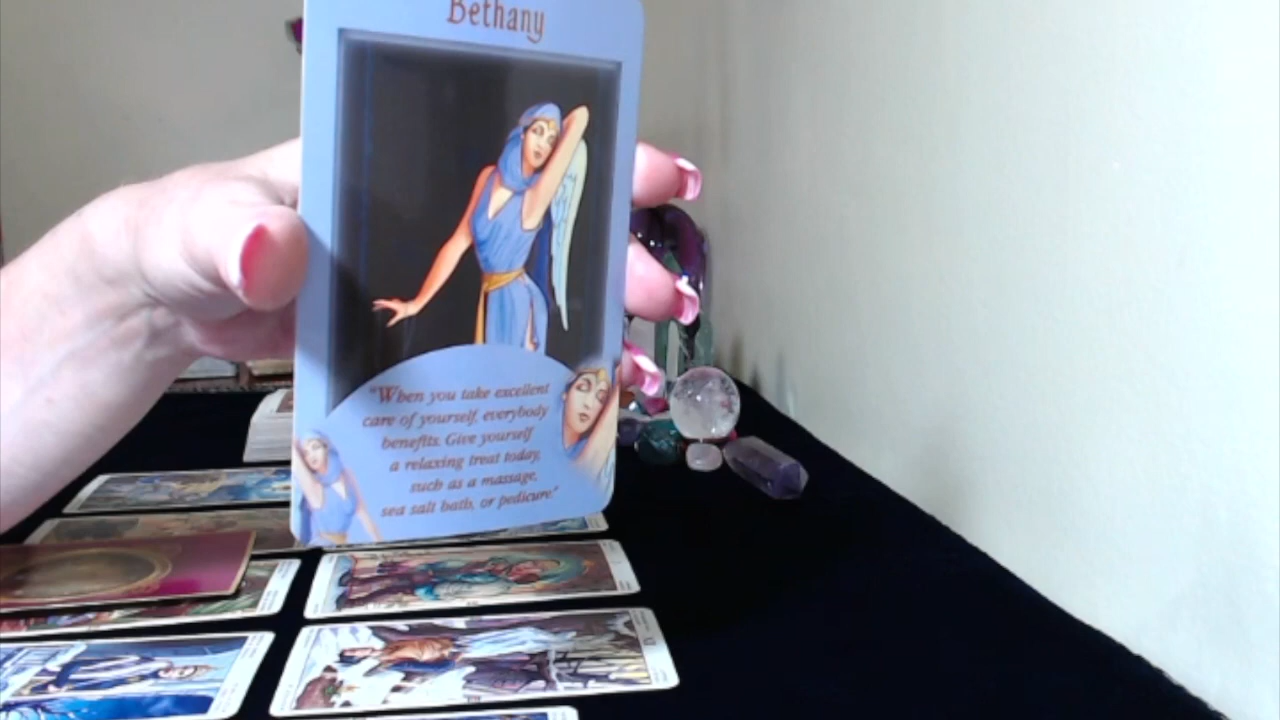 Bethany
"When you take excellent
care of yourself, everybody
benefits. Give yourself
a relaxing treat today,
such as a massage,
sea salt bath, or pedicure."